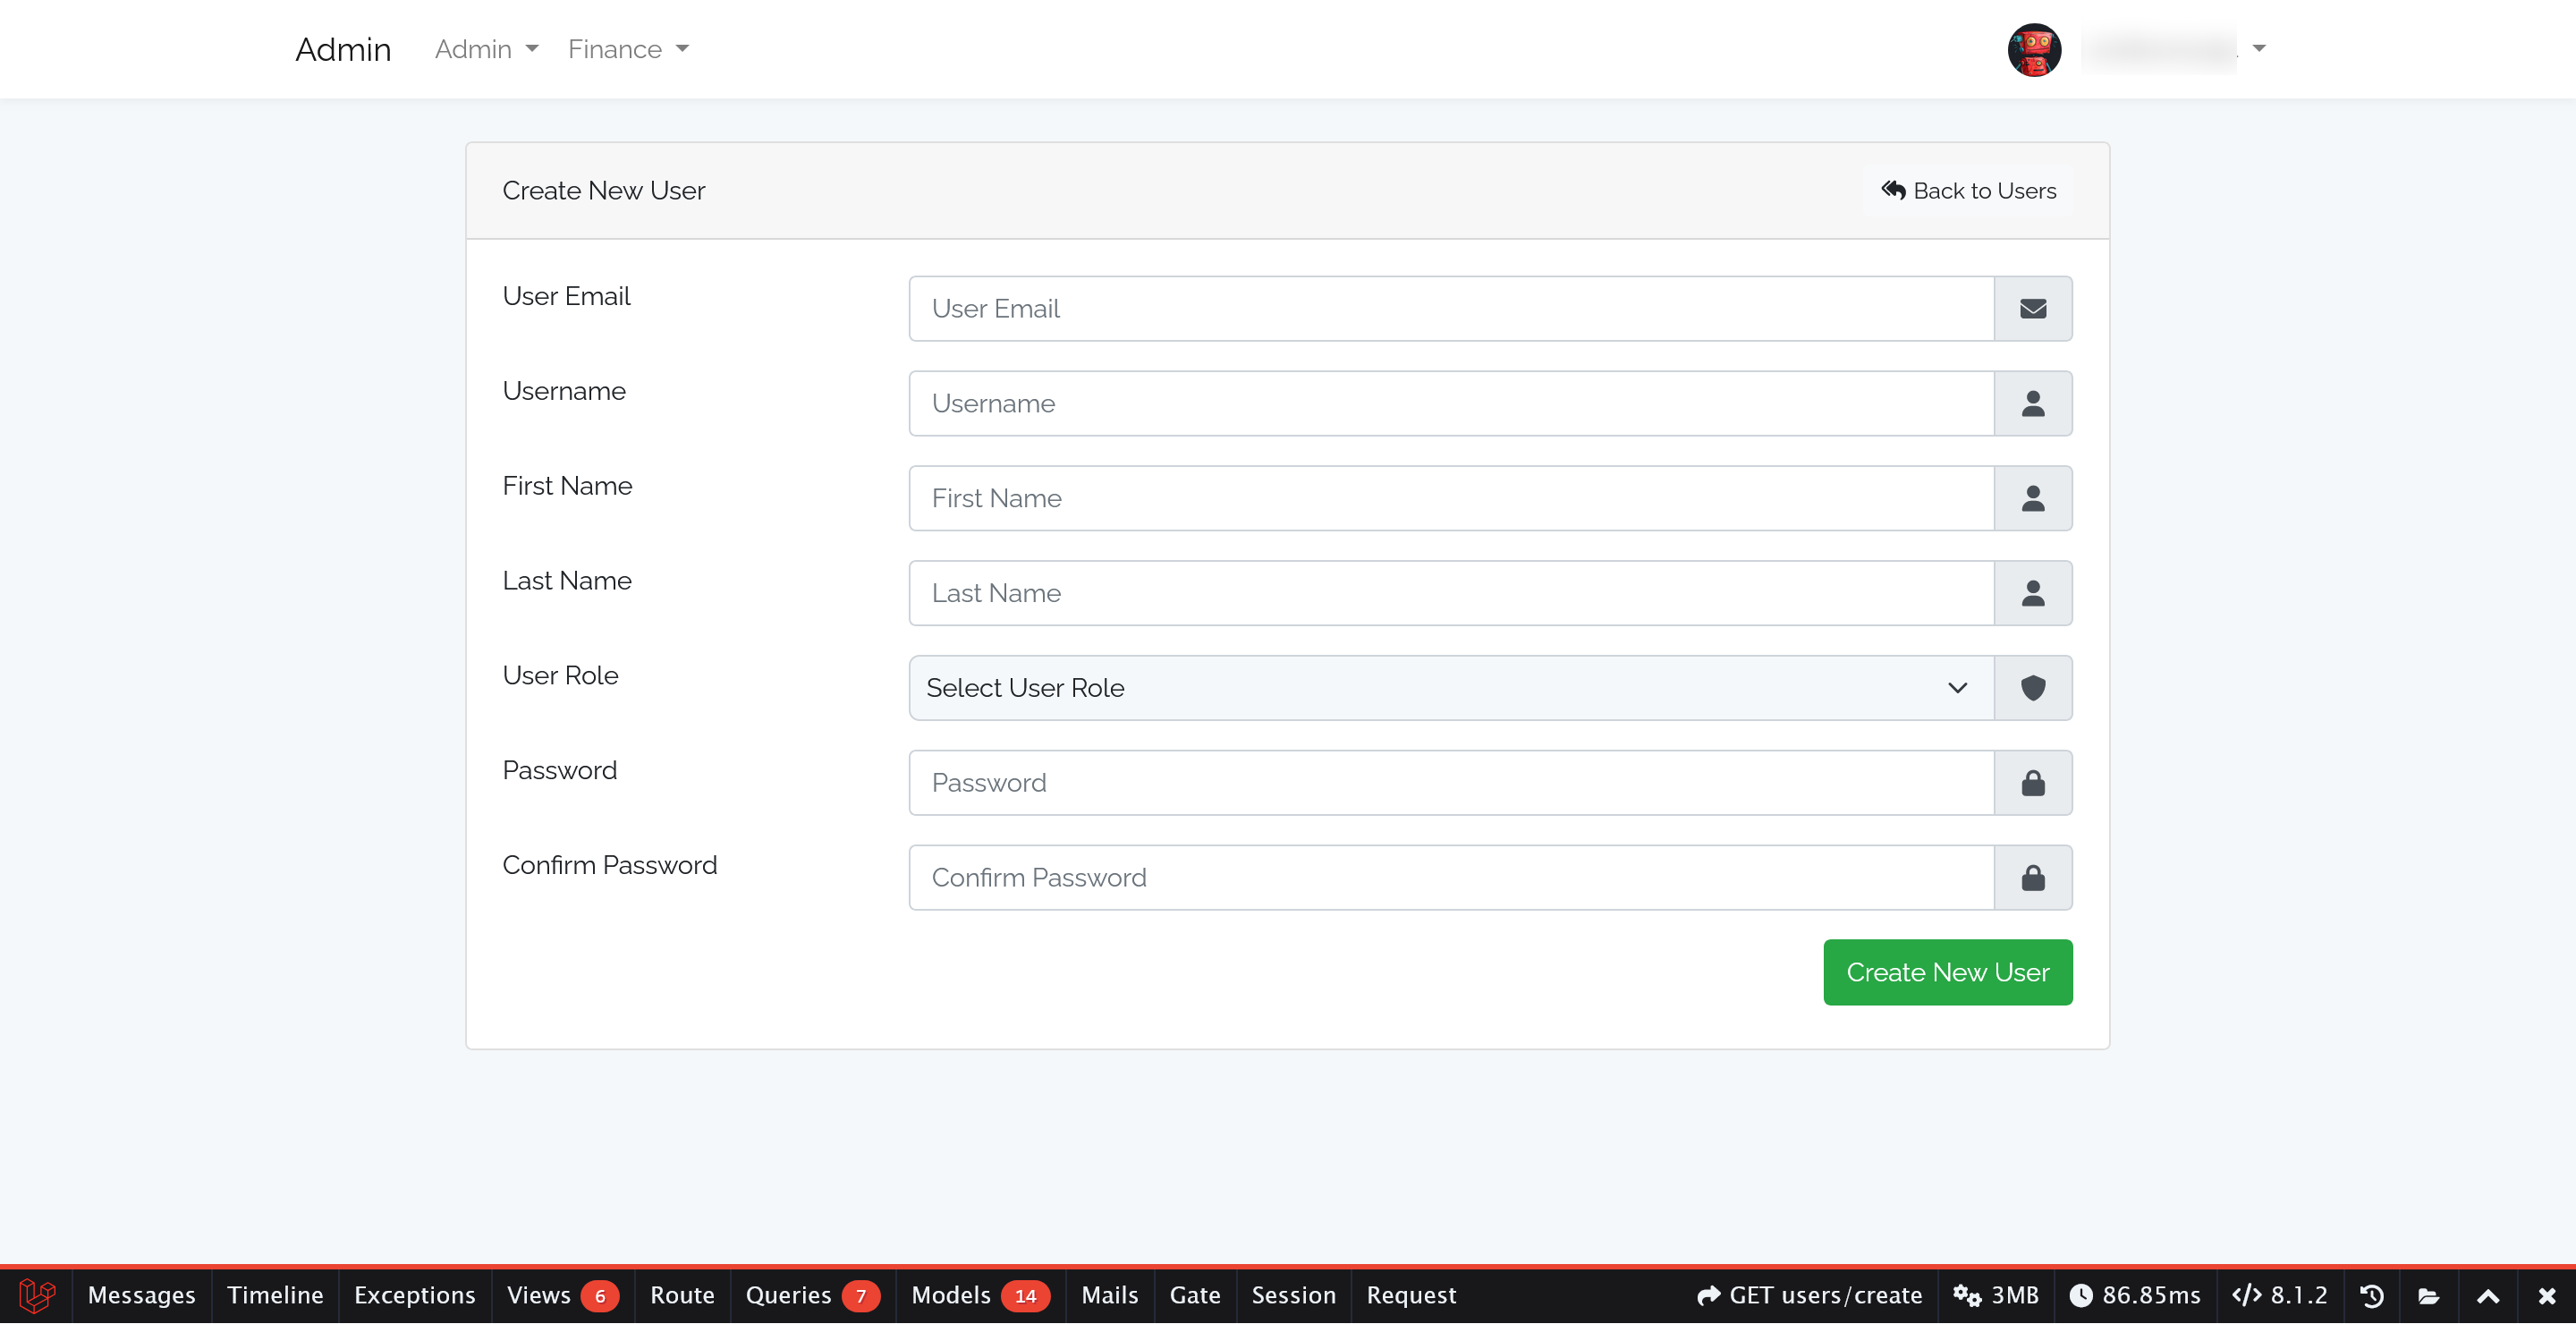 Admin Admin Finance
Create New User Back to Users
User Email User Email
Username Username
First Name First Name
Last Name Last Name
User Role Select User Role
Password Password
Confirm Password Confirm Password
Create New User
Messages Timeline Exceptions Views 6 Route Queries 7 Models 14 Mails Gate Session Request GET users/create 3MB 86.85ms </> 8.1.2